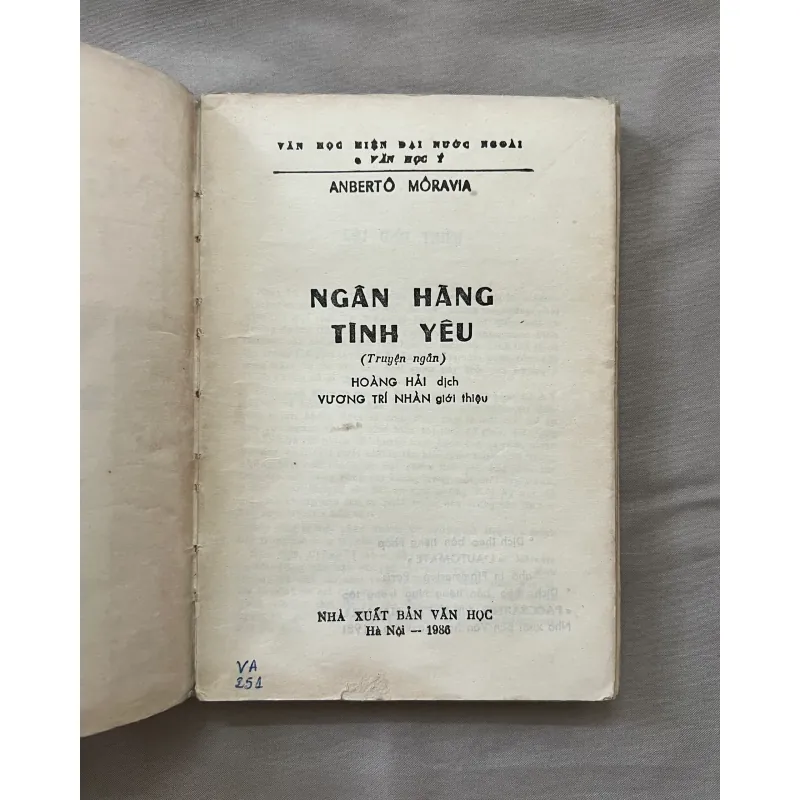 VĂN HỌC HIỆN ĐẠI NƯỚC NGOÀI
● VĂN HỌC Ý
ANBERTÔ MÔRAVIA
NGÂN HÀNG
TÌNH YÊU
(Truyện ngắn)
HOÀNG HẢI dịch
VƯƠNG TRÍ NHÀN giới thiệu
NHÀ XUẤT BẢN VĂN HỌC
Hà Nội — 1986
VA
251